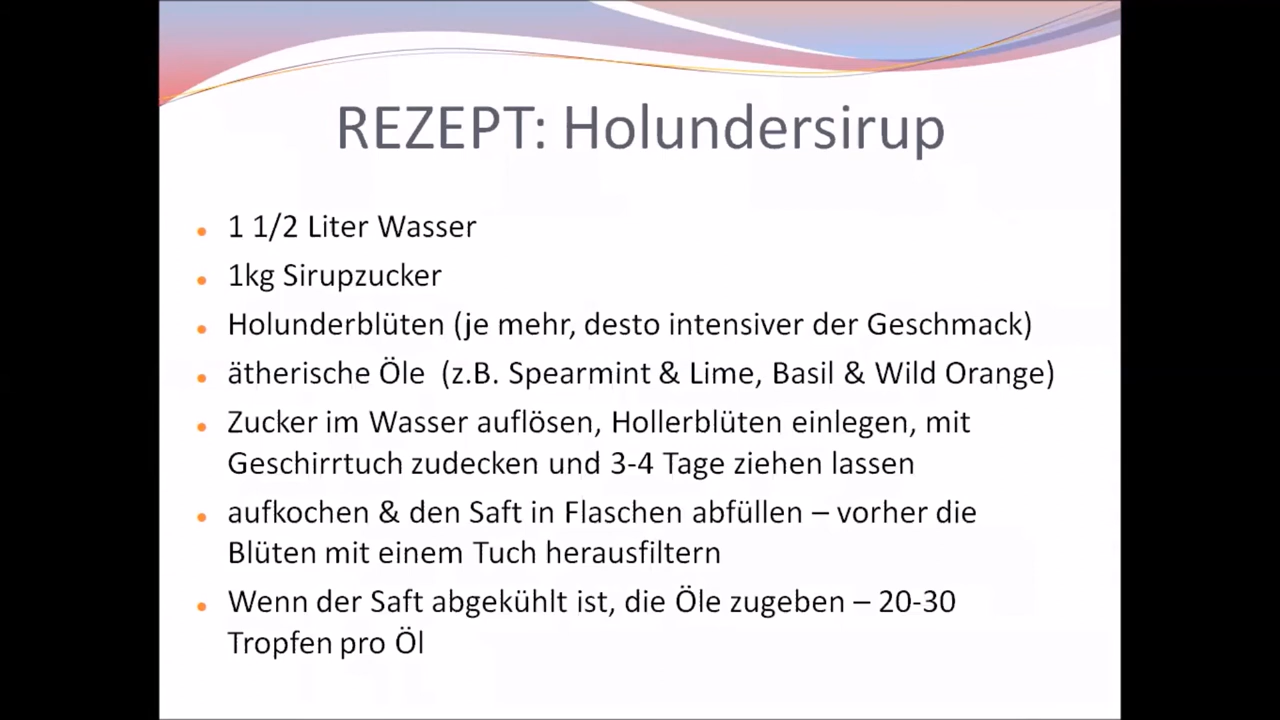 REZEPT: Holundersirup
1 1/2 Liter Wasser
1kg Sirupzucker
Holunderblüten (je mehr, desto intensiver der Geschmack)
ätherische Öle (z.B. Spearmint & Lime, Basil & Wild Orange)
Zucker im Wasser auflösen, Hollerblüten einlegen, mit
Geschirrtuch zudecken und 3-4 Tage ziehen lassen
aufkochen & den Saft in Flaschen abfüllen – vorher die
Blüten mit einem Tuch herausfiltern
Wenn der Saft abgekühlt ist, die Öle zugeben – 20-30
Tropfen pro Öl